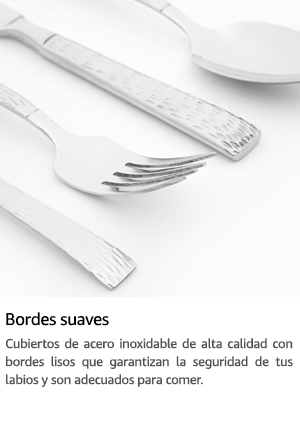 Bordes suaves
Cubiertos de acero inoxidable de alta calidad con
bordes lisos que garantizan la seguridad de tus
labios y son adecuados para comer.